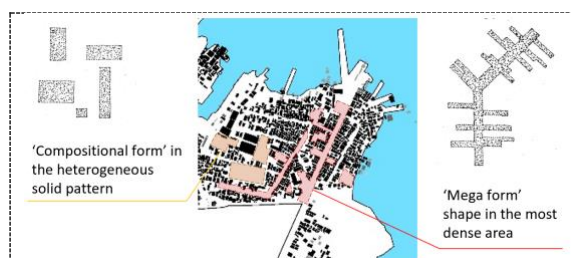 ‘Compositional form’ in
the heterogeneous
solid pattern
‘Mega form’
shape in the most
dense area